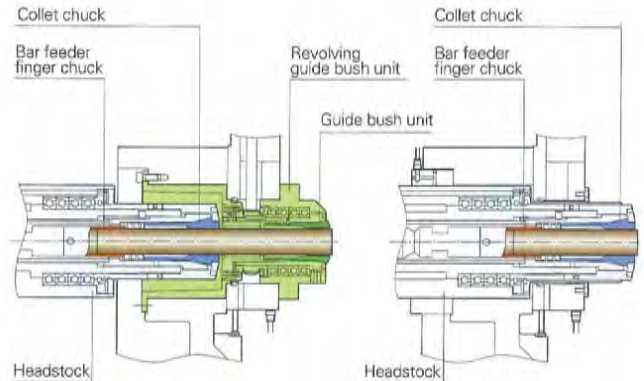 Collet chuck
Bar feeder
finger chuck
Revolving
guide bush unit
Guide bush unit
Headstock
Collet chuck
Bar feeder
finger chuck
Headstock